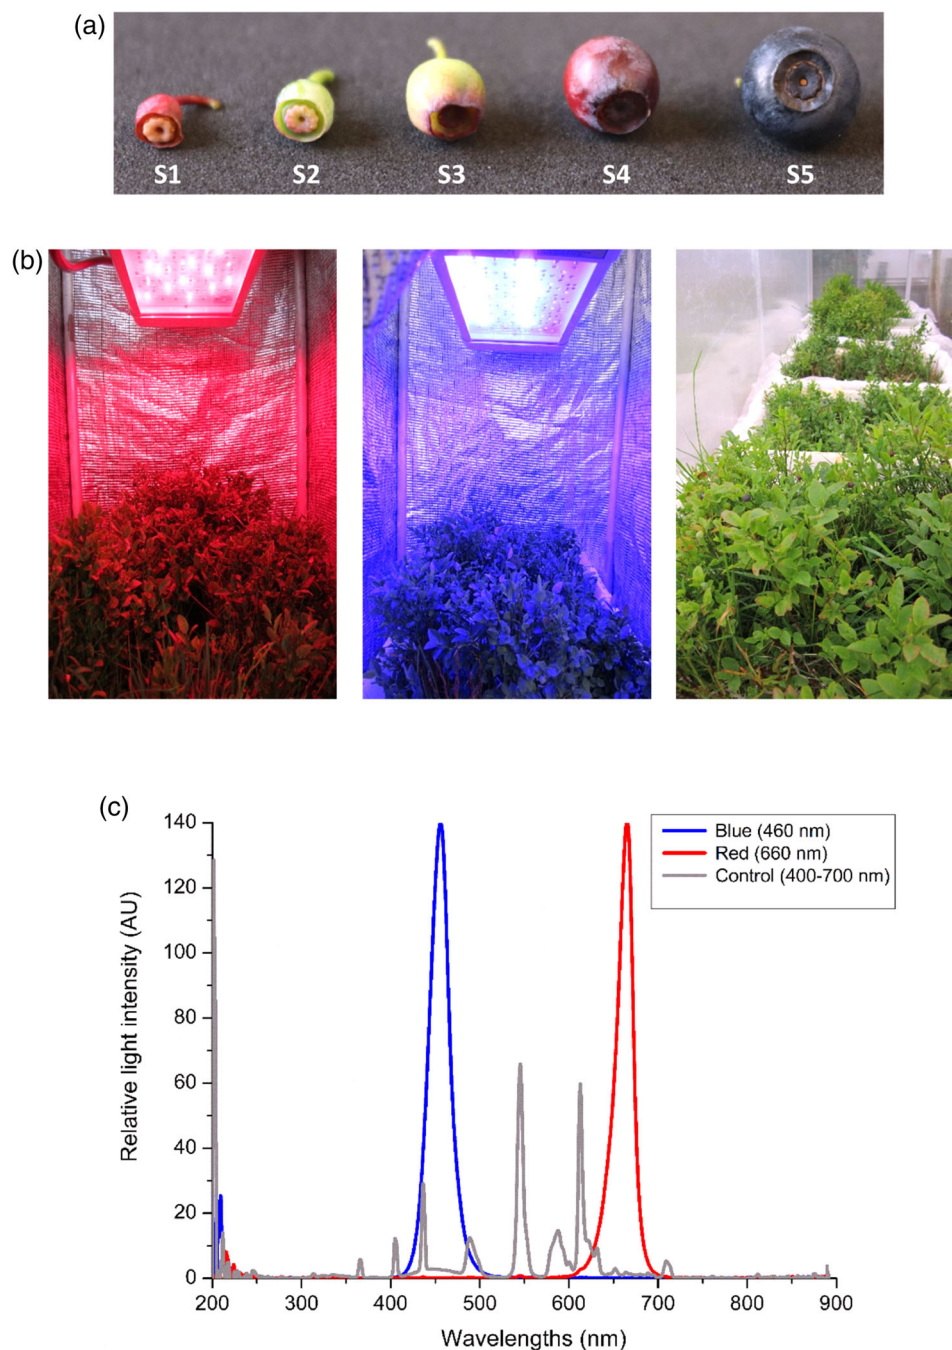 (a)
S1 S2 S3 S4 S5
(b)
(c)
140
120
100
80
60
40
20
0
Relative light intensity (AU)
Blue (460 nm)
Red (660 nm)
Control (400-700 nm)
200 300 400 500 600 700 800 900
Wavelengths (nm)